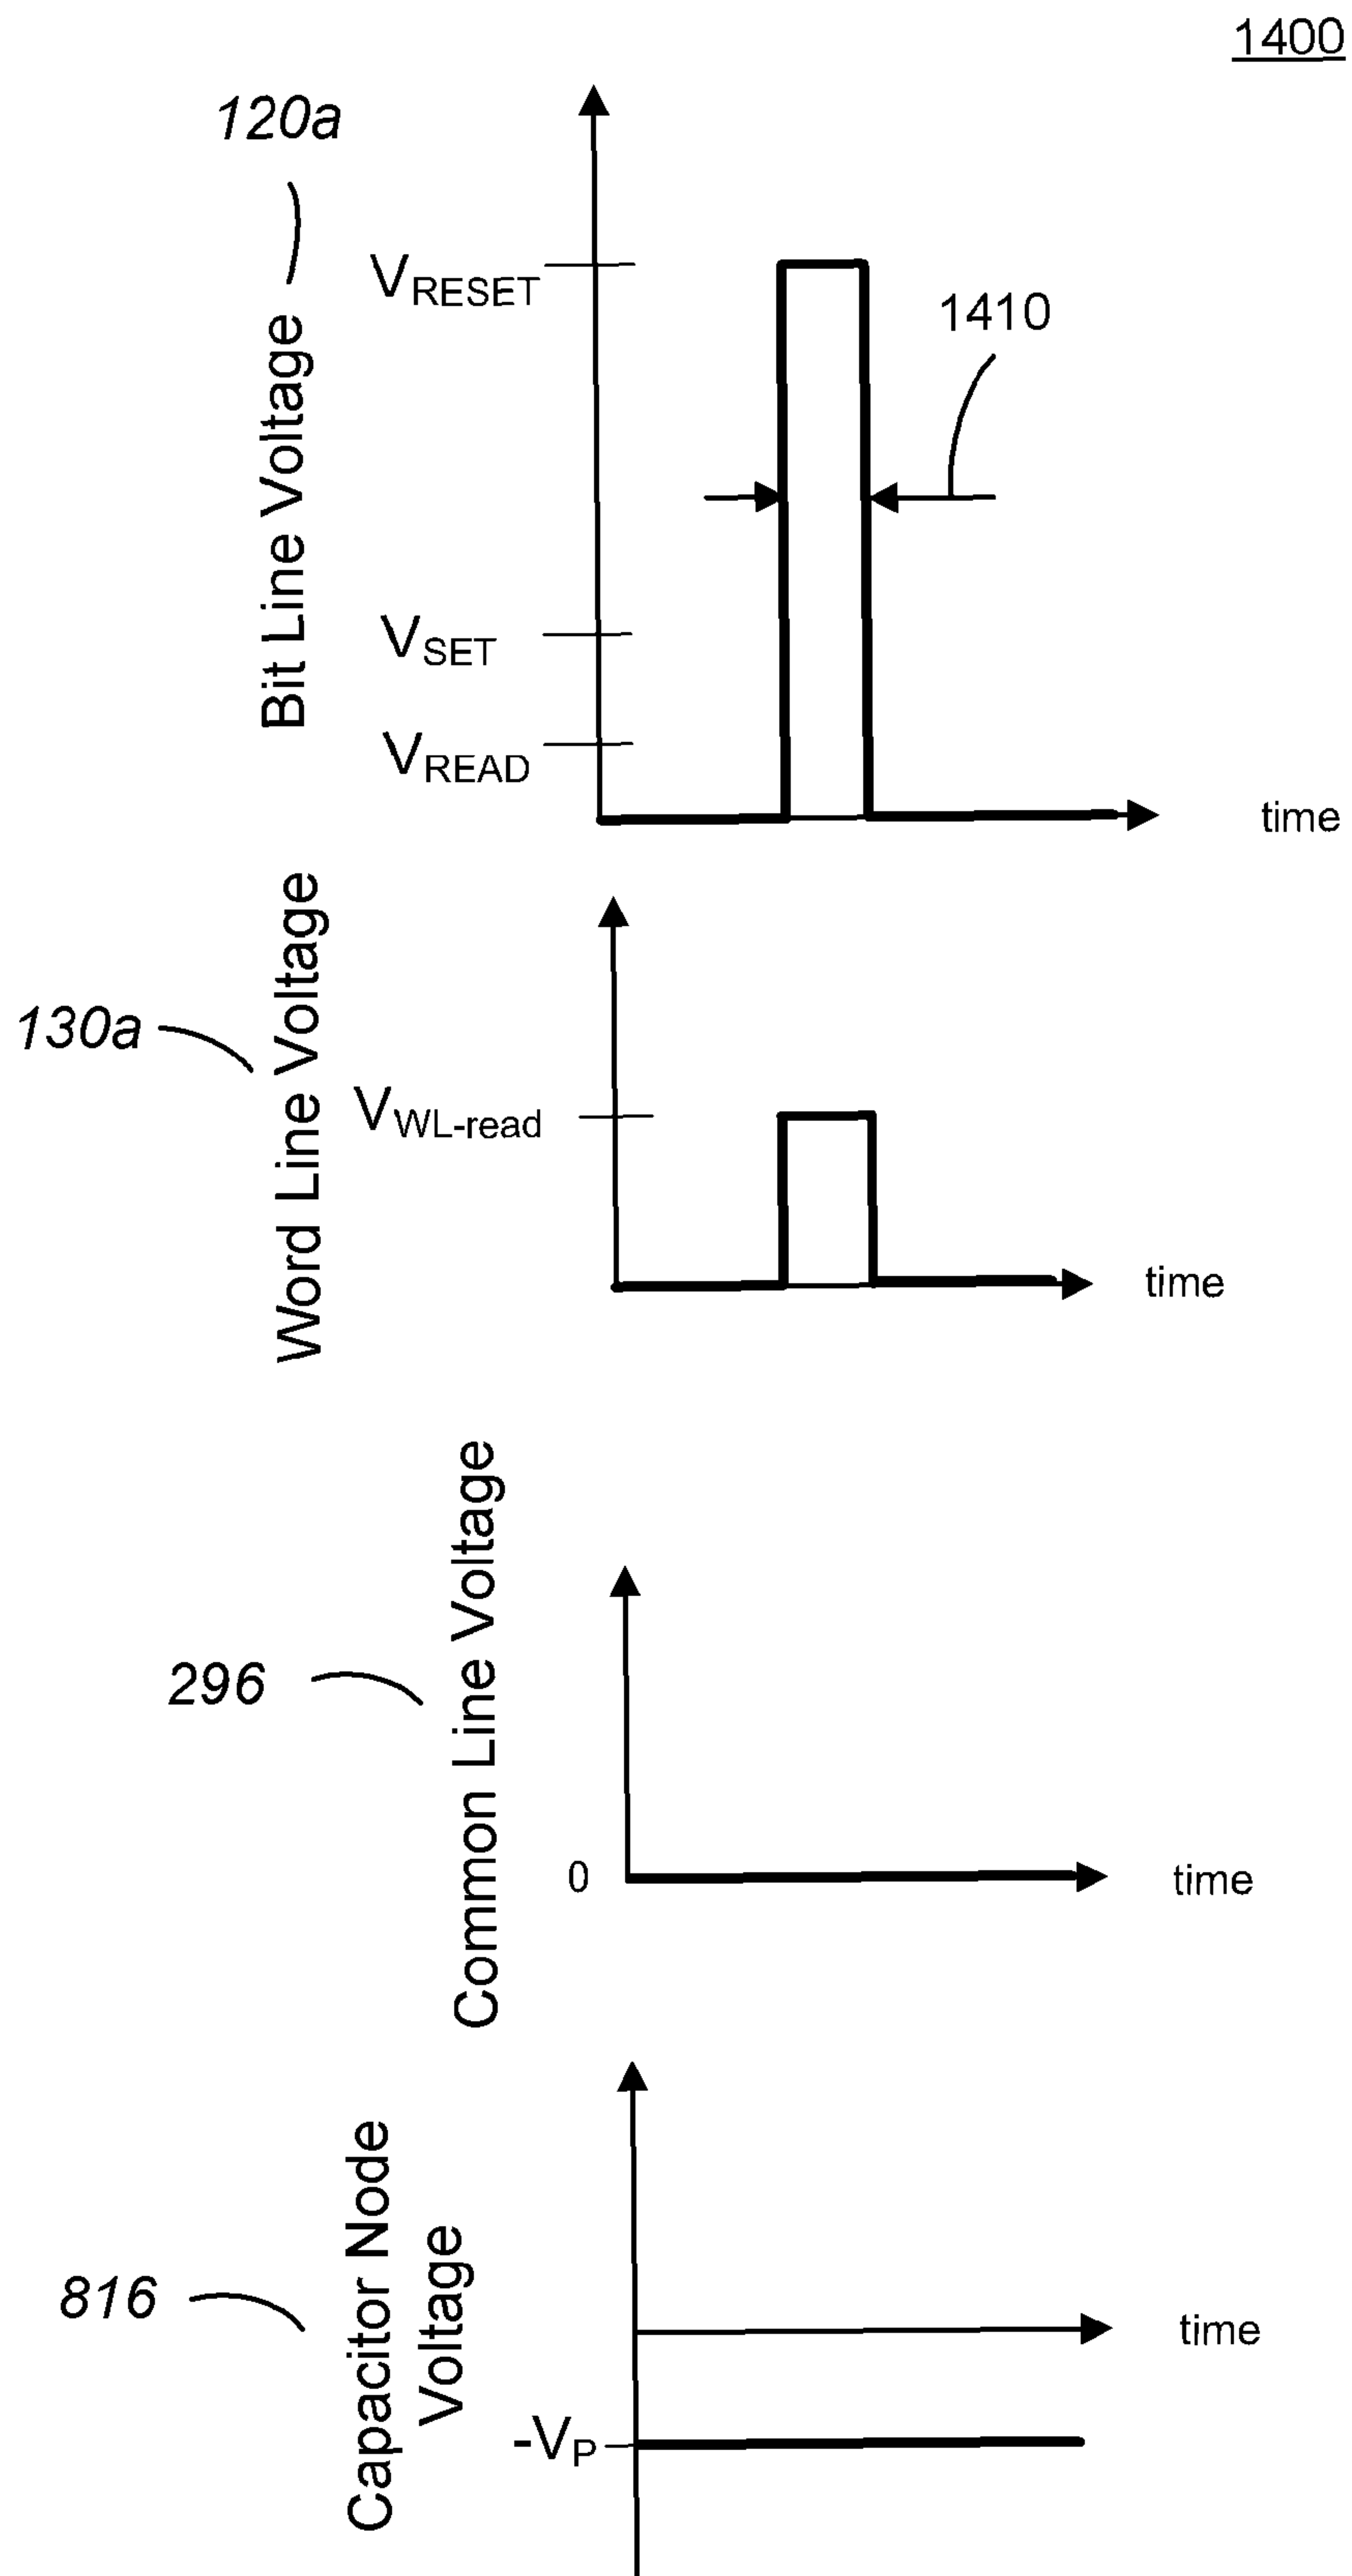 1400
120a
Bit Line Voltage
VRESET
1410
VSET
VREAD
time
130a
Word Line Voltage
VWL-read
time
296
Common Line Voltage
0
time
816
Capacitor Node
Voltage
time
-VP